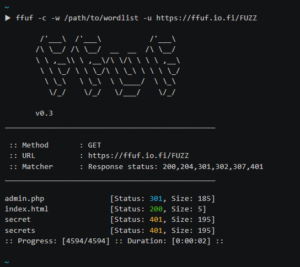 ~
▶ ffuf -c -w /path/to/wordlist -u https://ffuf.io.fi/FUZZ
v0.3
:: Method : GET
:: URL : https://ffuf.io.fi/FUZZ
:: Matcher : Response status: 200,204,301,302,307,401
admin.php [Status: 301, Size: 185]
index.html [Status: 200, Size: 5]
secret [Status: 401, Size: 195]
secrets [Status: 401, Size: 195]
:: Progress: [4594/4594] :: Duration: [0:00:02] ::
~